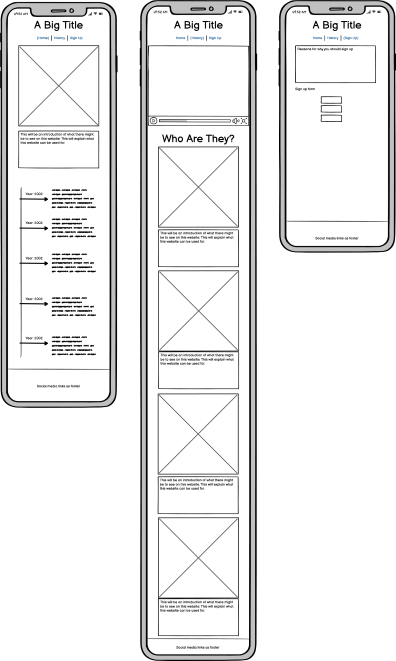 A Big Title
(Home) | History | Sign Up
This will be an introduction of what there might
be to see on this website. This will explain what
this website can be used for.
Year 2002
Year 2002
Year 2002
Year 2002
Year 2002
Social media links us footer
A Big Title
Home | (History) | Sign Up
Who Are They?
This will be an introduction of what there might
be to see on this website. This will explain what
this website can be used for.
This will be an introduction of what there might
be to see on this website. This will explain what
this website can be used for.
This will be an introduction of what there might
be to see on this website. This will explain what
this website can be used for.
This will be an introduction of what there might
be to see on this website. This will explain what
this website can be used for.
Social media links us footer
A Big Title
Home | History | (Sign Up)
Reasons for why you should sign up
Sign up form
Social media links us footer